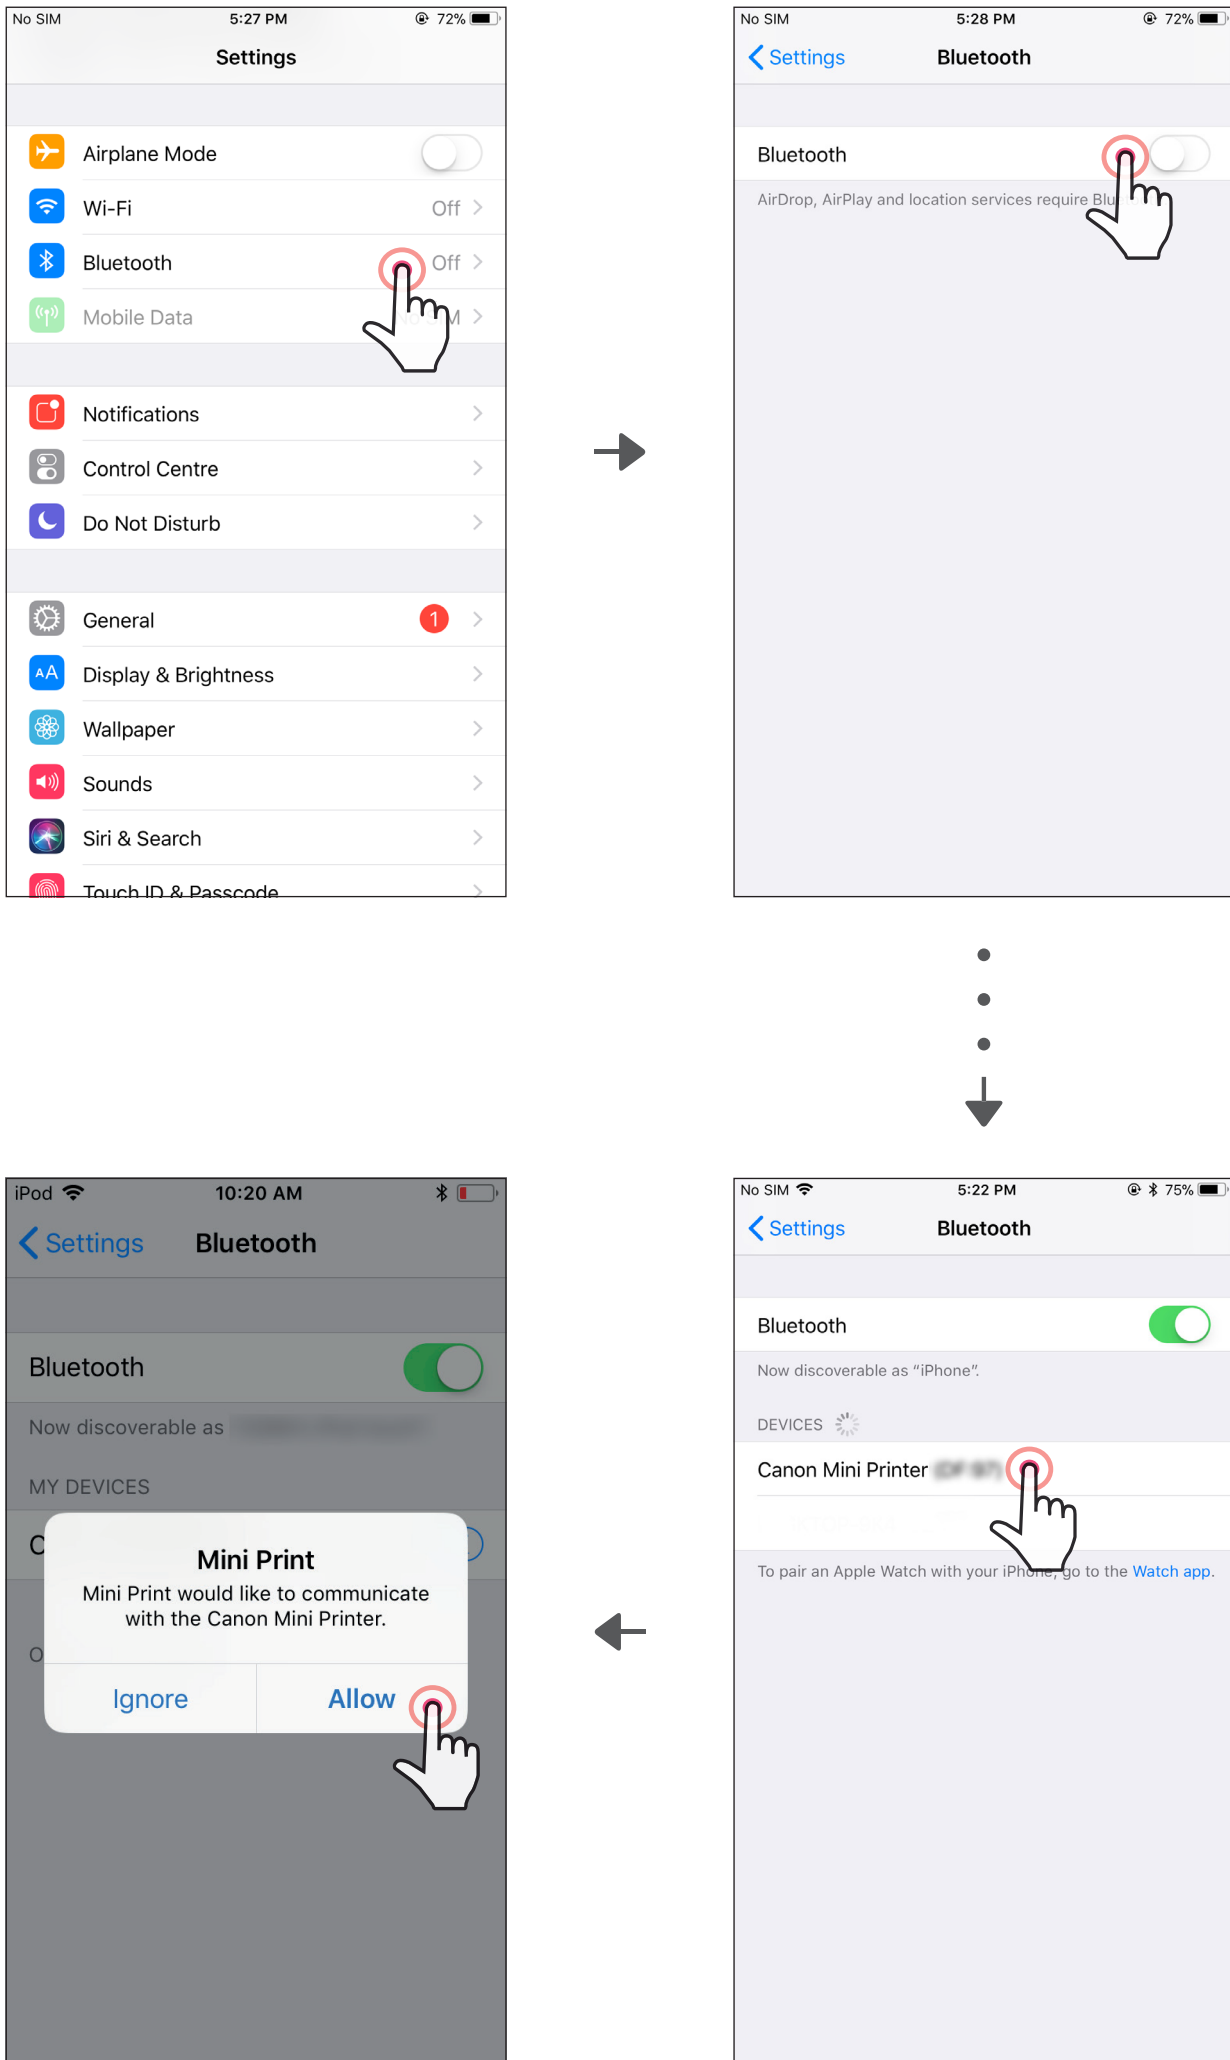 No SIM 5:27 PM 72%
Settings
Airplane Mode
Wi-Fi Off
Bluetooth Off
Mobile Data
Notifications
Control Centre
Do Not Disturb
General 1
AA Display & Brightness
Wallpaper
Sounds
Siri & Search
Touch ID & Passcode
No SIM 5:28 PM 72%
Settings Bluetooth
Bluetooth
AirDrop, AirPlay and location services require
No SIM 5:22 PM 75%
Settings Bluetooth
Bluetooth
Now discoverable as “iPhone”.
DEVICES
Canon Mini Printer
To pair an Apple Watch with your iPhone, go to the Watch app.
iPod 10:20 AM
Settings Bluetooth
Bluetooth
Now discoverable as
MY DEVICES
Mini Print
Mini Print would like to communicate
with the Canon Mini Printer.
Ignore Allow